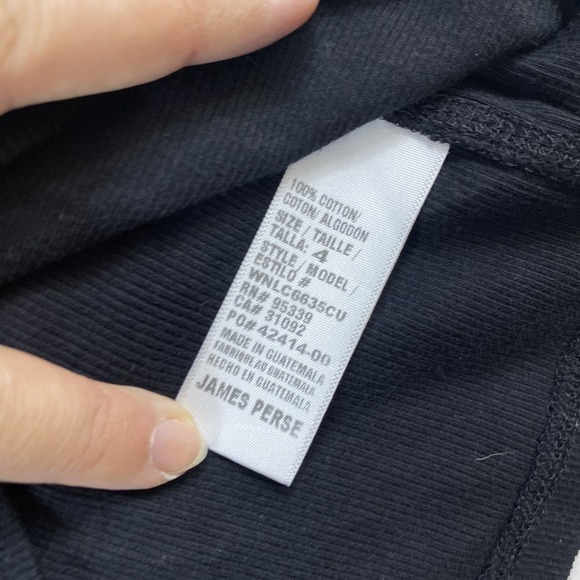 100% COTTON/
COTON/ ALGODON
SIZE / TAILLE /
TALLA: 4
STYLE / MODEL /
ESTILO #
WNLC6635CU
RN# 95339
CA# 31092
PO# 42414-00
MADE IN GUATEMALA
FABRIQUE AU GUATEMALA
HECHO EN GUATEMALA
JAMES PERSE